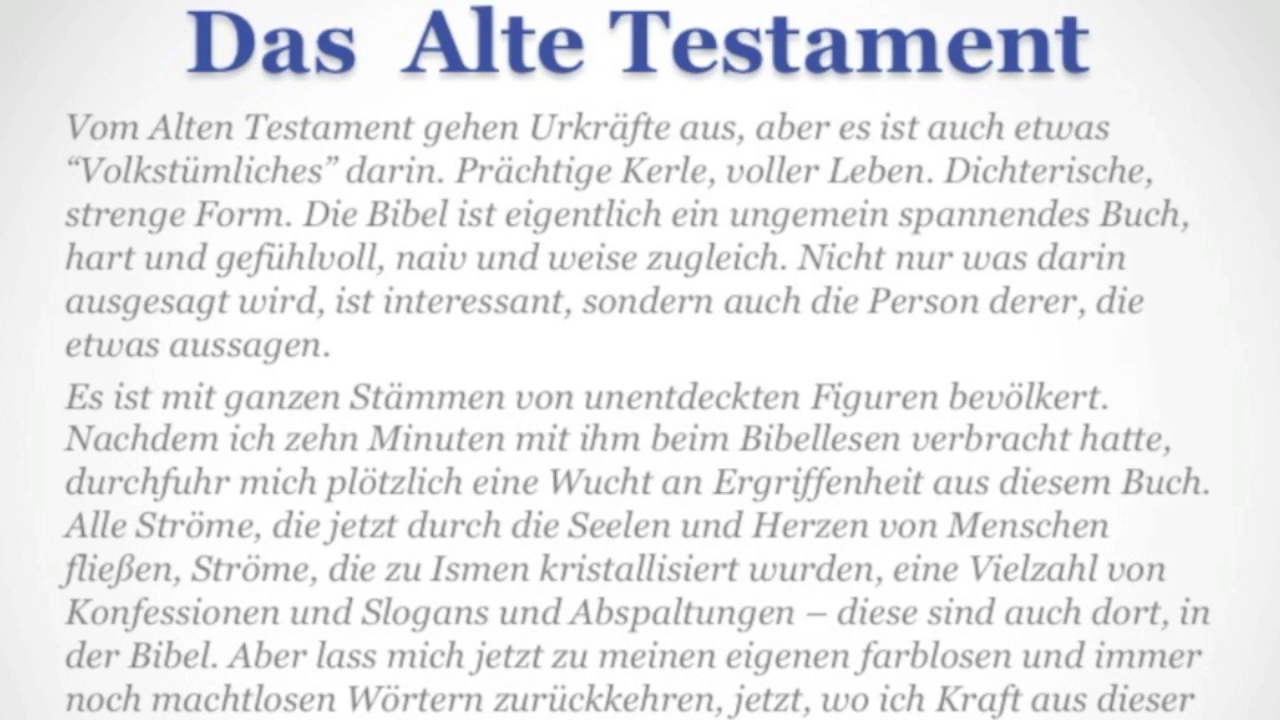 Das Alte Testament
Vom Alten Testament gehen Urkräfte aus, aber es ist auch etwas
“Volkstümliches” darin. Prächtige Kerle, voller Leben. Dichterische,
strenge Form. Die Bibel ist eigentlich ein ungemein spannendes Buch,
hart und gefühlvoll, naiv und weise zugleich. Nicht nur was darin
ausgesagt wird, ist interessant, sondern auch die Person derer, die
etwas aussagen.
Es ist mit ganzen Stämmen von unentdeckten Figuren bevölkert.
Nachdem ich zehn Minuten mit ihm beim Bibellesen verbracht hatte,
durchfuhr mich plötzlich eine Wucht an Ergriffenheit aus diesem Buch.
Alle Ströme, die jetzt durch die Seelen und Herzen von Menschen
fließen, Ströme, die zu Ismen kristallisiert wurden, eine Vielzahl von
Konfessionen und Slogans und Abspaltungen – diese sind auch dort, in
der Bibel. Aber lass mich jetzt zu meinen eigenen farblosen und immer
noch machtlosen Wörtern zurückkehren, jetzt, wo ich Kraft aus dieser